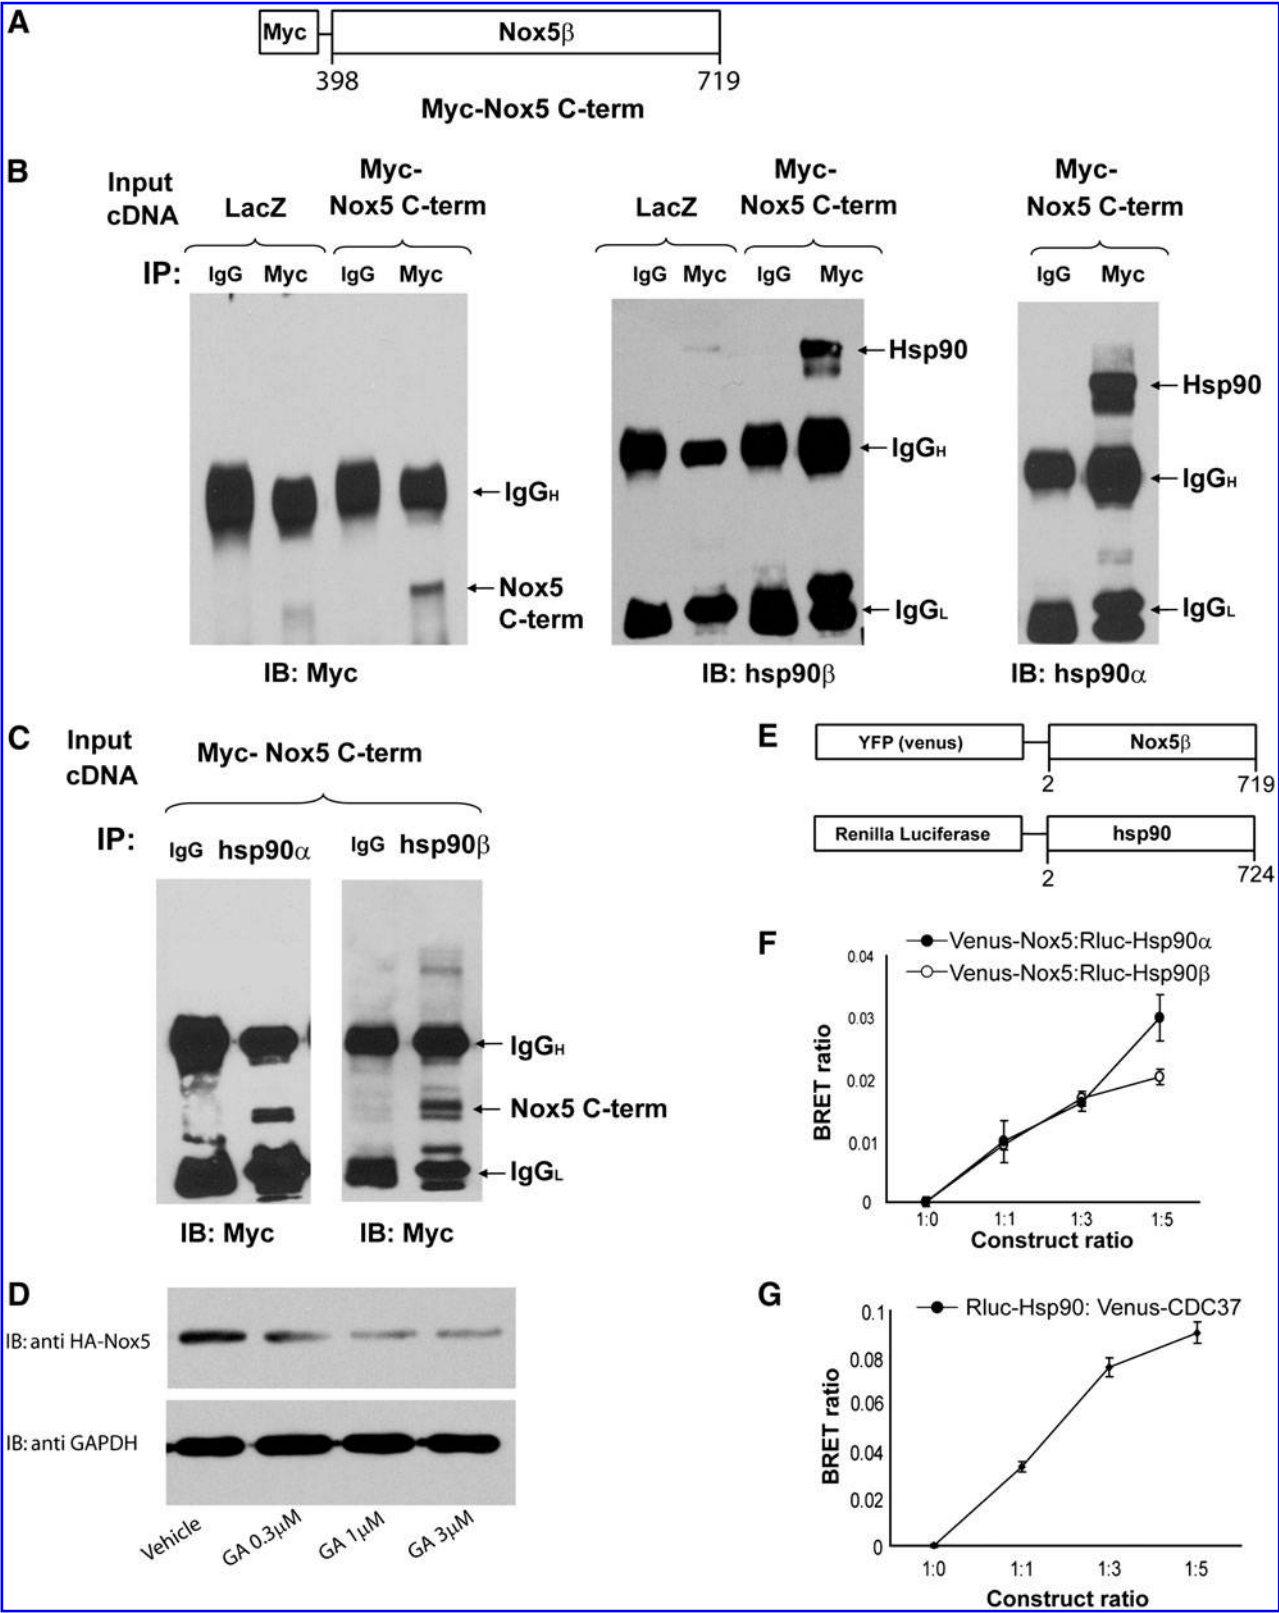 A
Myc
Nox5β
398
719
Myc-Nox5 C-term
B
Input
cDNA
LacZ
Myc-
Nox5 C-term
LacZ
Myc-
Nox5 C-term
Myc-
Nox5 C-term
IP:
IgG
Myc
IgG
Myc
IgG
Myc
IgG
Myc
IgG
Myc
Hsp90
Hsp90
IgGH
IgGH
IgGH
Nox5
C-term
IgGL
IgGL
IB: Myc
IB: hsp90β
IB: hsp90α
C
Input
cDNA
Myc- Nox5 C-term
IP:
IgG
hsp90α
IgG
hsp90β
IgGH
Nox5 C-term
IgGL
IB: Myc
IB: Myc
D
IB: anti HA-Nox5
IB: anti GAPDH
Vehicle
GA 0.3µM
GA 1µM
GA 3µM
E
YFP (venus)
Nox5β
2
719
Renilla Luciferase
hsp90
2
724
F
Venus-Nox5:Rluc-Hsp90α
Venus-Nox5:Rluc-Hsp90β
BRET ratio
0.04
0.03
0.02
0.01
0
1:0
1:1
1:3
1:5
Construct ratio
G
Rluc-Hsp90: Venus-CDC37
BRET ratio
0.1
0.08
0.06
0.04
0.02
0
1:0
1:1
1:3
1:5
Construct ratio